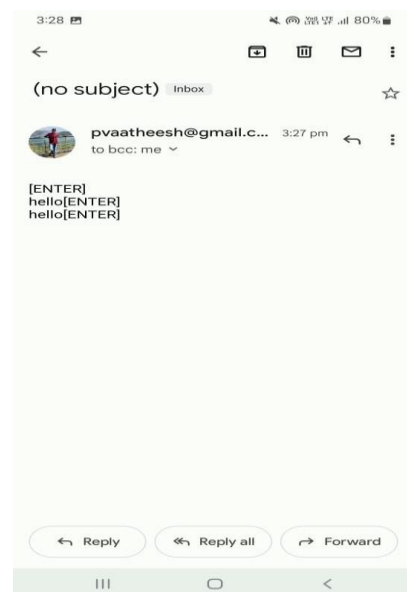 3:28 80%
(no subject) Inbox
pvaatheesh@gmail.c... 3:27 pm
to bcc: me
[ENTER]
hello[ENTER]
hello[ENTER]
Reply Reply all Forward